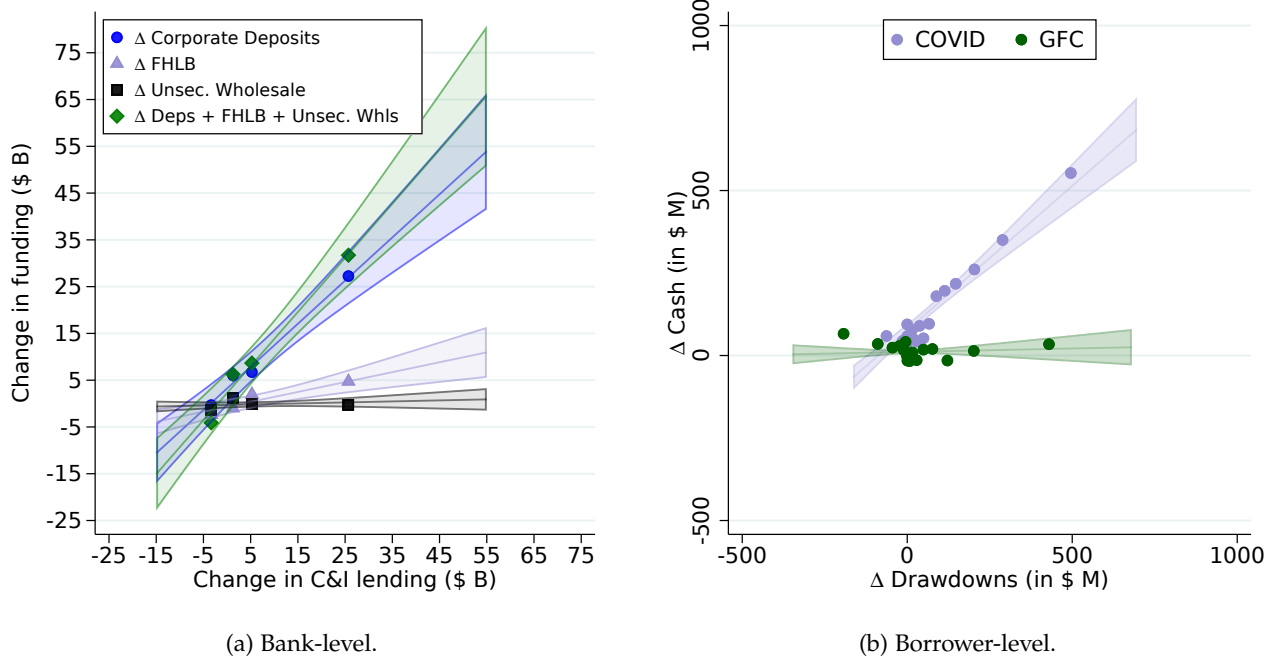 Δ Corporate Deposits
Δ FHLB
Δ Unsec. Wholesale
Δ Deps + FHLB + Unsec. Whls
Change in funding ($ B)
75
65
55
45
35
25
15
5
-5
-15
-25
-25 -15 -5 5 15 25 35 45 55 65 75
Change in C&I lending ($ B)
(a) Bank-level.
COVID GFC
Δ Cash (in $ M)
1000
500
0
-500
-500 0 500 1000
Δ Drawdowns (in $ M)
(b) Borrower-level.